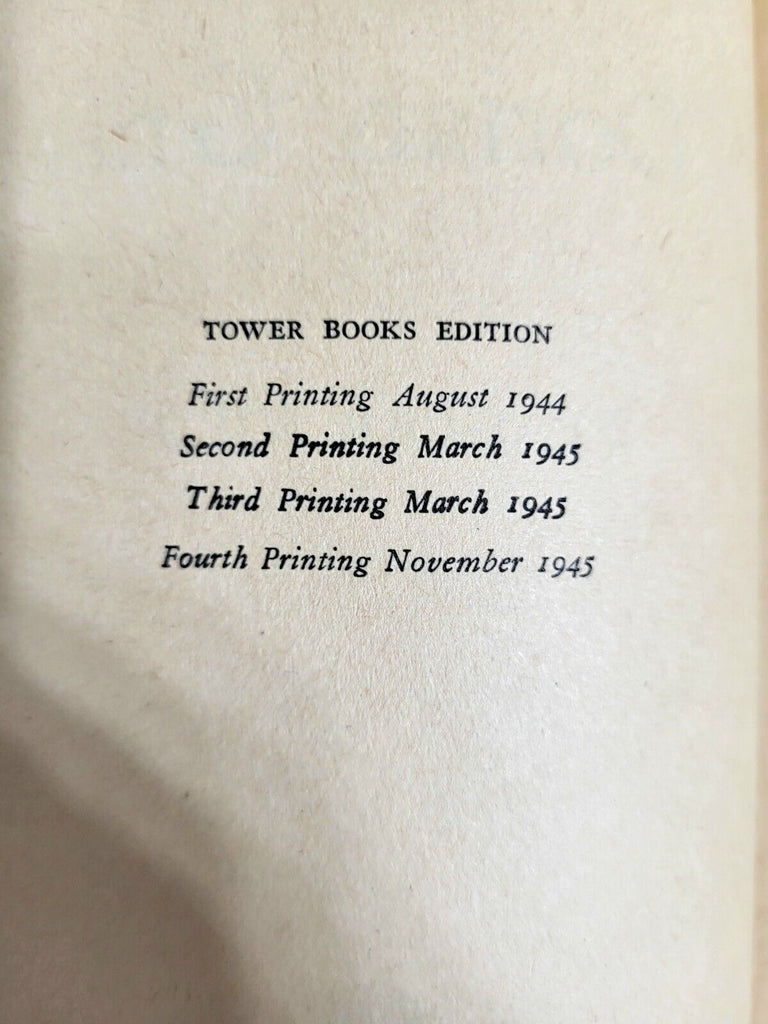 TOWER BOOKS EDITION
First Printing August 1944
Second Printing March 1945
Third Printing March 1945
Fourth Printing November 1945